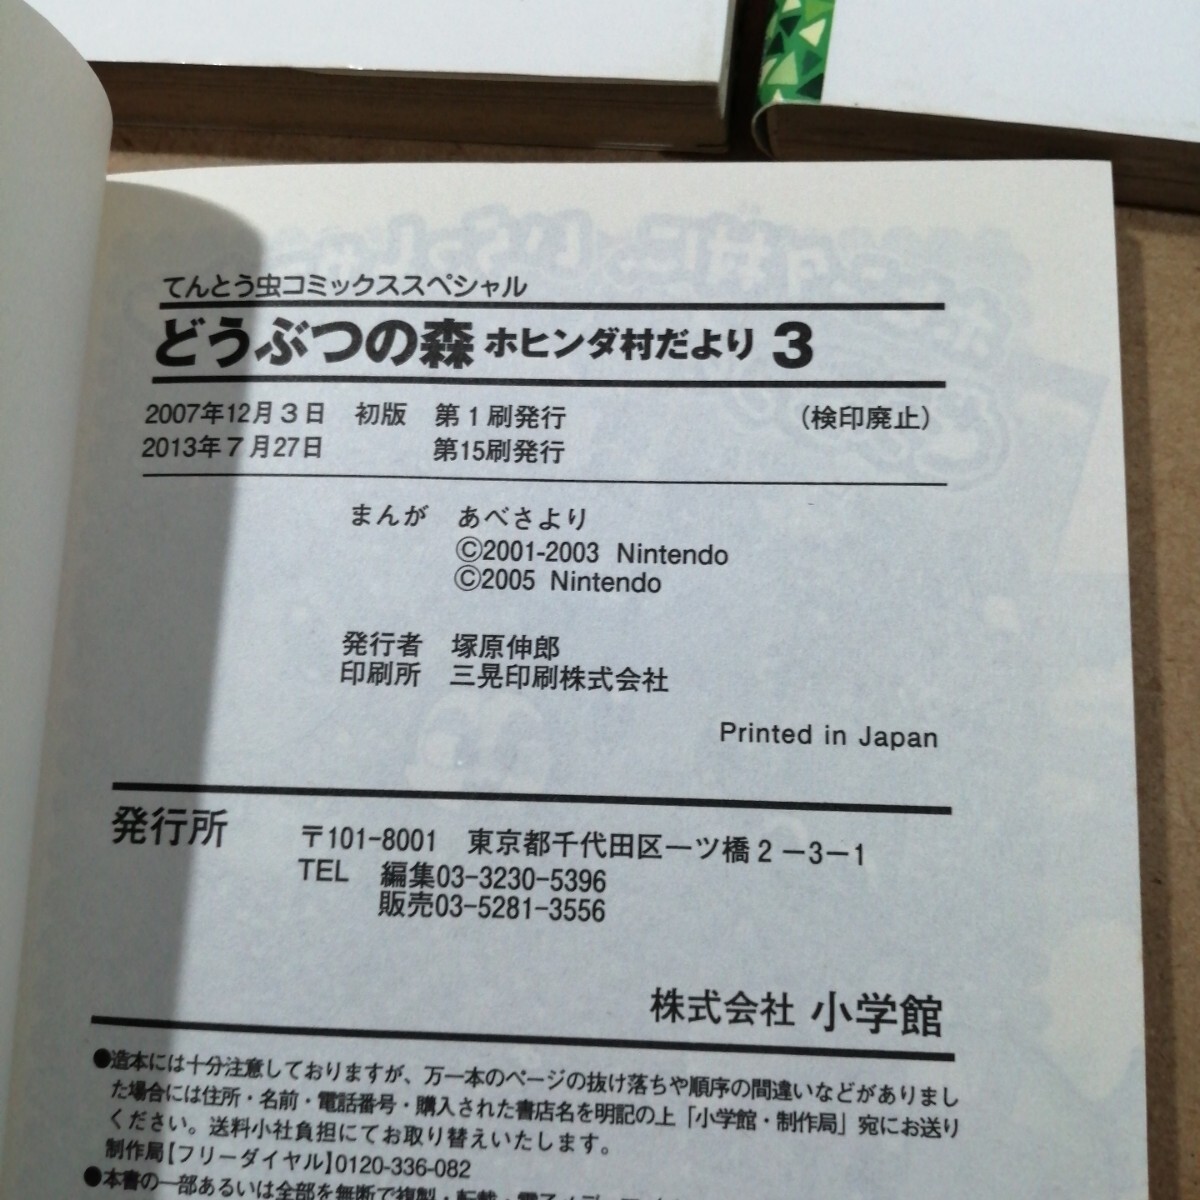 てんとう虫コミックススペシャル
どうぶつの森 ホヒンダ村だより 3
2007年12月3日 初版 第1刷発行 (検印廃止)
2013年7月27日 第15刷発行
まんが あべさより
©2001-2003 Nintendo
©2005 Nintendo
発行者 塚原伸郎
印刷所 三晃印刷株式会社
Printed in Japan
発行所 〒101-8001 東京都千代田区一ツ橋2-3-1
TEL 編集03-3230-5396
販売03-5281-3556
株式会社 小学館
●造本には十分注意しておりますが、万一本のページの抜け落ちや順序の間違いなどがありまし
た場合には住所・名前・電話番号・購入された書店名を明記の上「小学館・制作局」宛にお送り
ください。送料小社負担にてお取り替えいたします。
制作局【フリーダイヤル】0120-336-082
●本書の一部あるいは全部を無断で複製・転載・